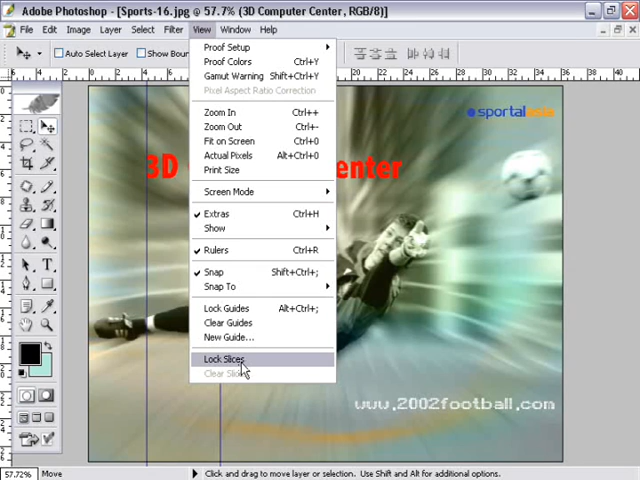 Adobe Photoshop - [Sports-16.jpg @ 57.7% (3D Computer Center, RGB/8)]
File Edit Image Layer Select Filter View Window Help
Auto Select Layer Show Boun
Proof Setup
Proof Colors Ctrl+Y
Gamut Warning Shift+Ctrl+Y
Pixel Aspect Ratio Correction
Zoom In Ctrl++
Zoom Out Ctrl+-
Fit on Screen Ctrl+0
Actual Pixels Alt+Ctrl+0
Print Size
Screen Mode
Extras Ctrl+H
Show
Rulers Ctrl+R
Snap Shift+Ctrl+;
Snap To
Lock Guides Alt+Ctrl+;
Clear Guides
New Guide...
Lock Slices
Clear Sli
sportalasia
3D C enter
www.2002football.com
57.72% Move Click and drag to move layer or selection. Use Shift and Alt for additional options.